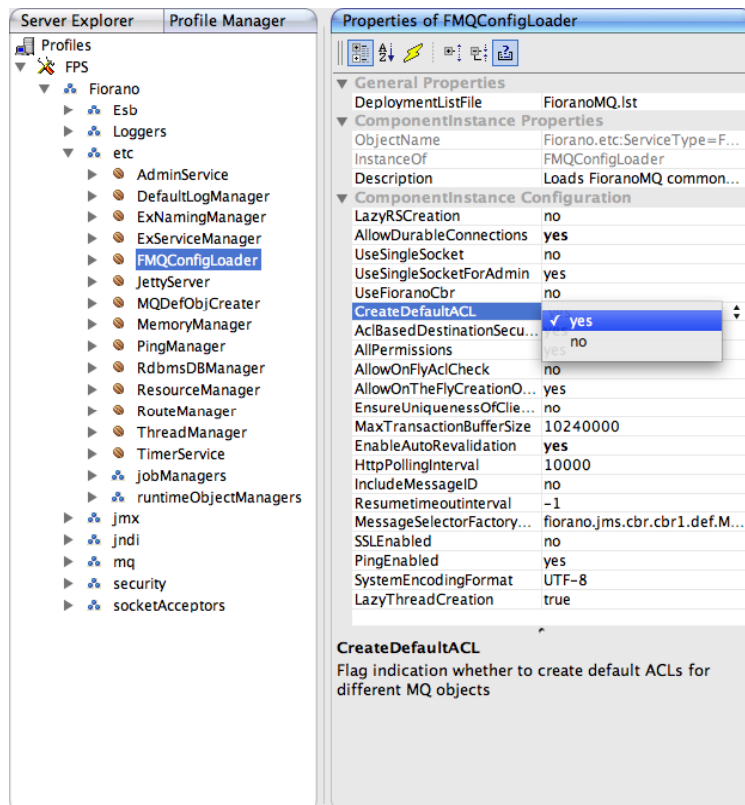 Server Explorer
Profile Manager
Profiles
FPS
Fiorano
Esb
Loggers
etc
AdminService
DefaultLogManager
ExNamingManager
ExServiceManager
FMQConfigLoader
JettyServer
MQDefObjCreater
MemoryManager
PingManager
RdbmsDBManager
ResourceManager
RouteManager
ThreadManager
TimerService
jobManagers
runtimeObjectManagers
jmx
jndi
mq
security
socketAcceptors
Properties of FMQConfigLoader
General Properties
DeploymentListFile FioranoMQ.lst
ComponentInstance Properties
ObjectName Fiorano.etc:ServiceType=F...
InstanceOf FMQConfigLoader
Description Loads FioranoMQ common...
ComponentInstance Configuration
LazyRSCreation no
AllowDurableConnections yes
UseSingleSocket no
UseSingleSocketForAdmin yes
UseFioranoCbr no
CreateDefaultACL
✓ yes
no
AclBasedDestinationSecu...
AllPermissions yes
AllowOnFlyAclCheck no
AllowOnTheFlyCreationO... yes
EnsureUniquenessOfClie... no
MaxTransactionBufferSize 10240000
EnableAutoRevalidation yes
HttpPollingInterval 10000
IncludeMessageID no
Resumetimeoutinterval -1
MessageSelectorFactory... fiorano.jms.cbr.cbr1.def.M...
SSLEnabled no
PingEnabled yes
SystemEncodingFormat UTF-8
LazyThreadCreation true
CreateDefaultACL
Flag indication whether to create default ACLs for
different MQ objects